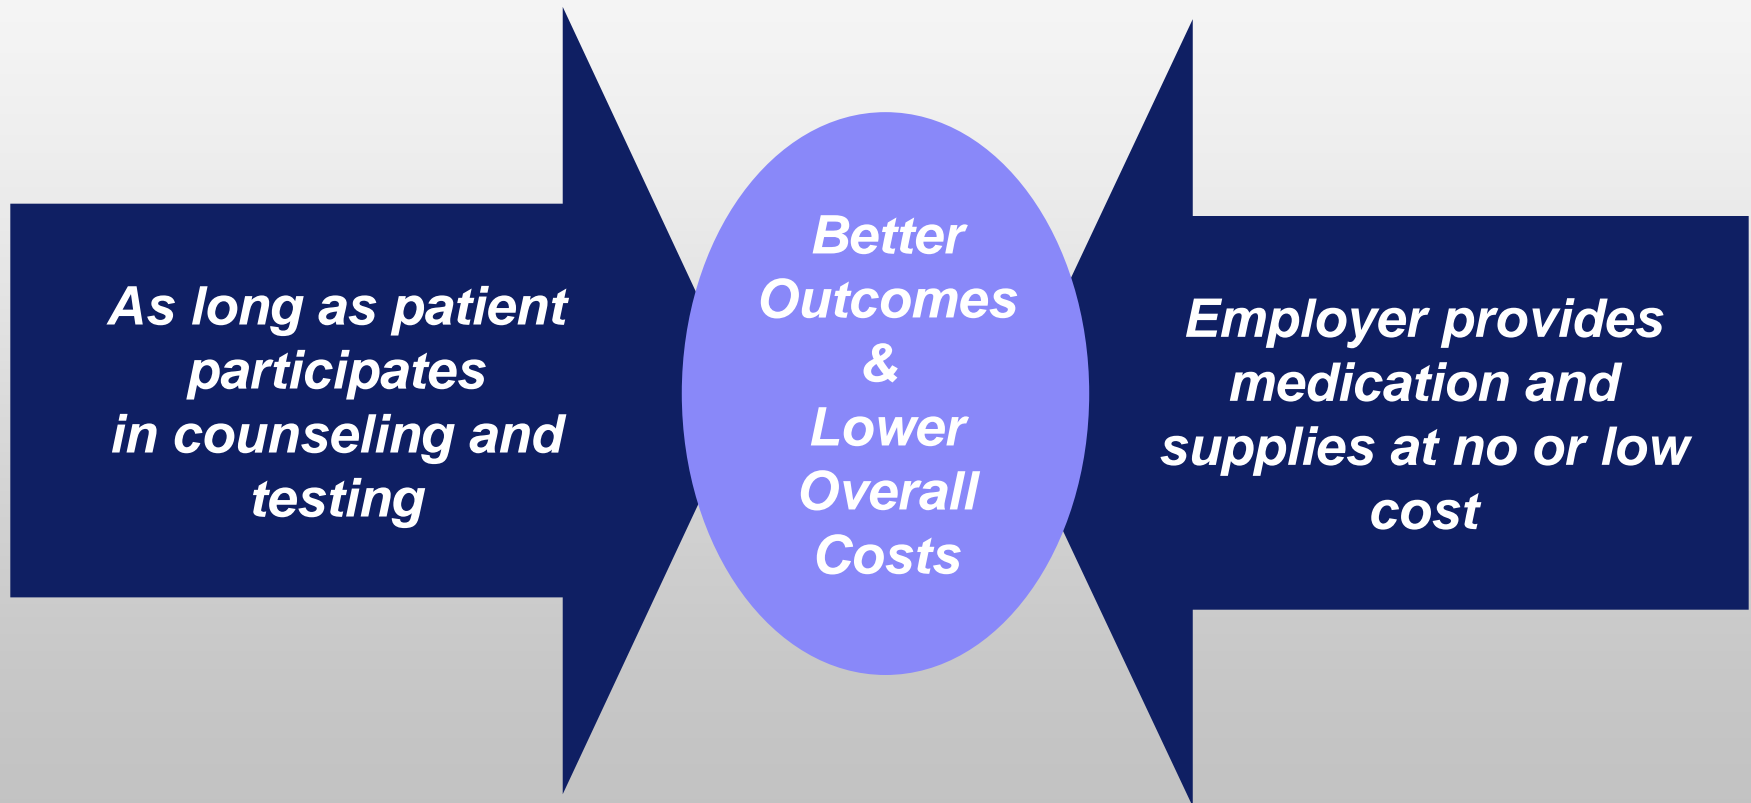 As long as patient
participates
in counseling and
testing
Better
Outcomes
&
Lower
Overall
Costs
Employer provides
medication and
supplies at no or low
cost